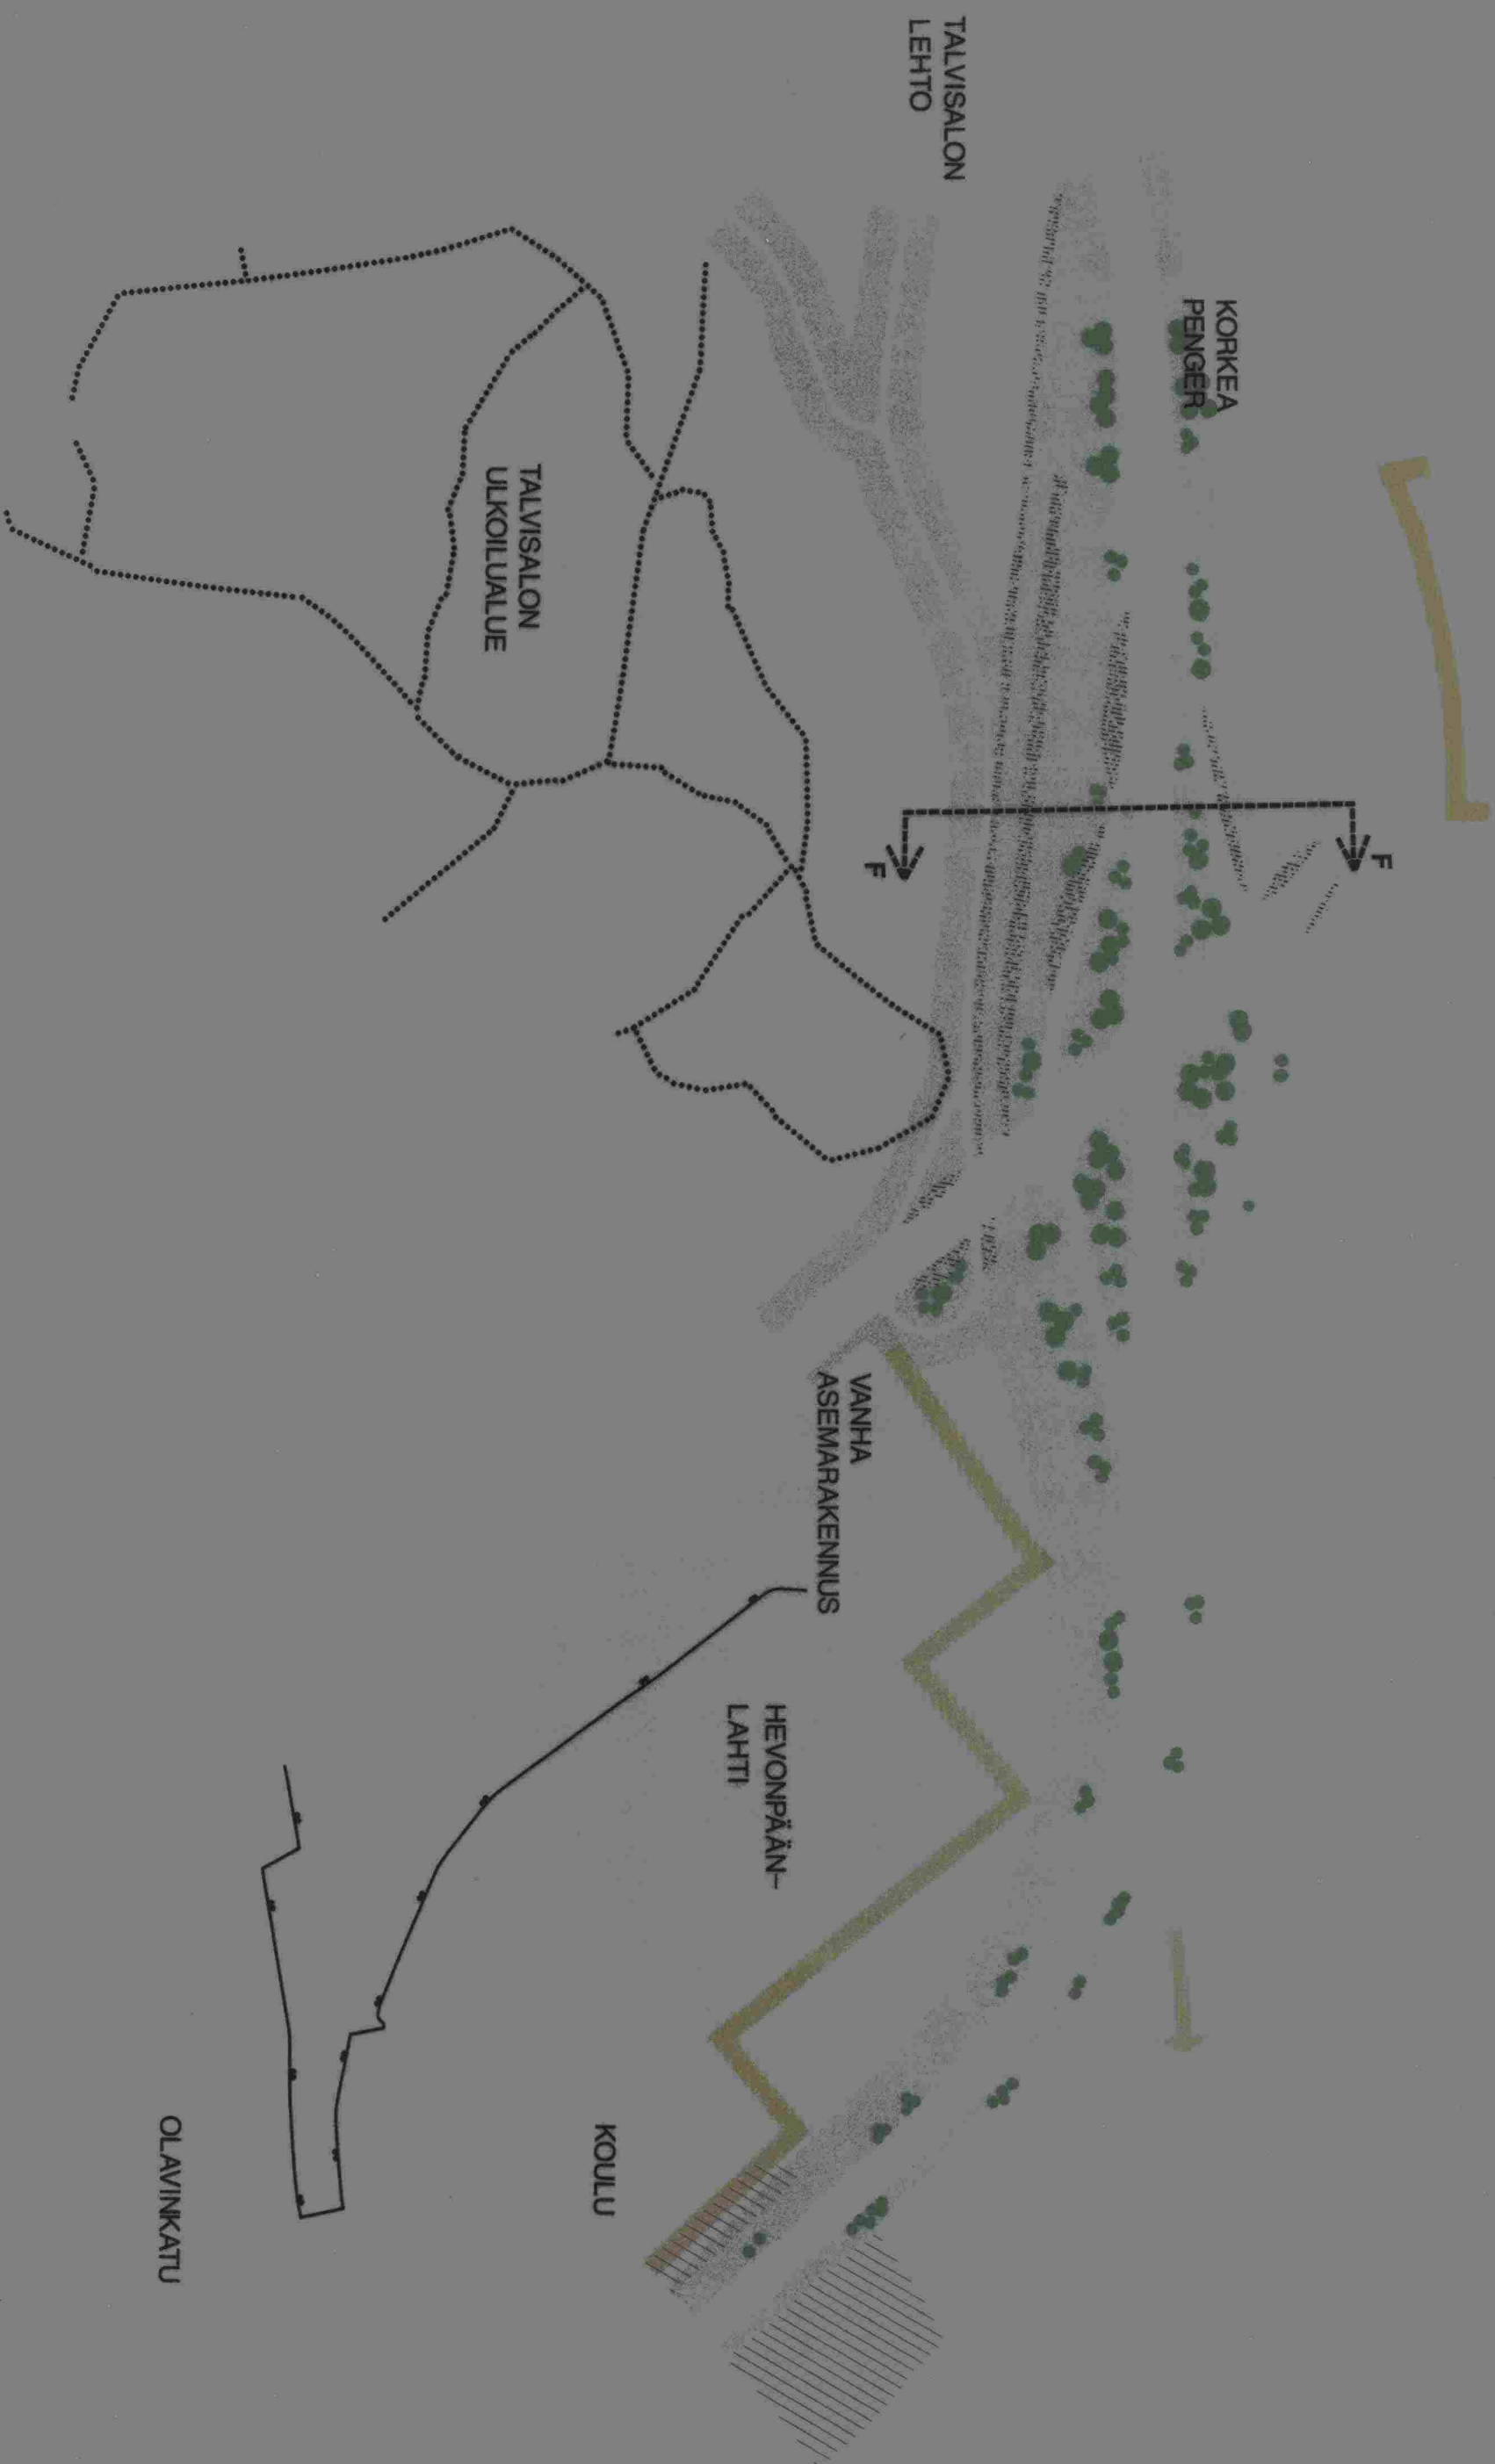 TALVISALON
LEHTO
KORKEA
PENGER
TALVISALON
ULKOILUALUE
F
F
VANHA
ASEMARAKENNUS
HEVONPÄÄN-
LAHTI
KOULU
OLAVINKATU